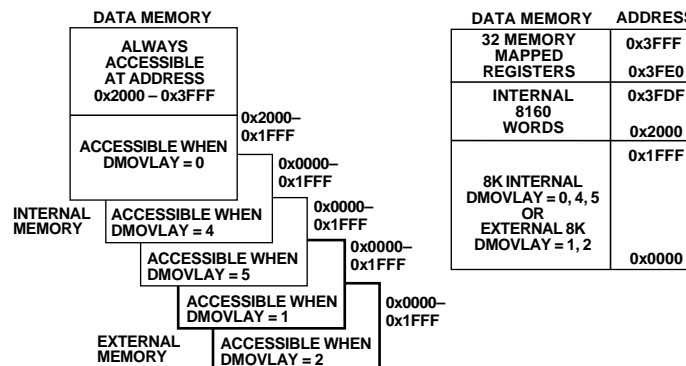 DATA MEMORY
ALWAYS
ACCESSIBLE
AT ADDRESS
0x2000 – 0x3FFF
0x2000–
0x1FFF
ACCESSIBLE WHEN
DMOVLAY = 0
0x0000–
0x1FFF
INTERNAL
MEMORY
ACCESSIBLE WHEN
DMOVLAY = 4
0x0000–
0x1FFF
ACCESSIBLE WHEN
DMOVLAY = 5
0x0000–
0x1FFF
ACCESSIBLE WHEN
DMOVLAY = 1
0x0000–
0x1FFF
EXTERNAL
MEMORY
ACCESSIBLE WHEN
DMOVLAY = 2
DATA MEMORY ADDRESS
32 MEMORY
MAPPED
REGISTERS
0x3FFF
0x3FE0
INTERNAL
8160
WORDS
0x3FDF
0x2000
8K INTERNAL
DMOVLAY = 0, 4, 5
OR
EXTERNAL 8K
DMOVLAY = 1, 2
0x1FFF
0x0000